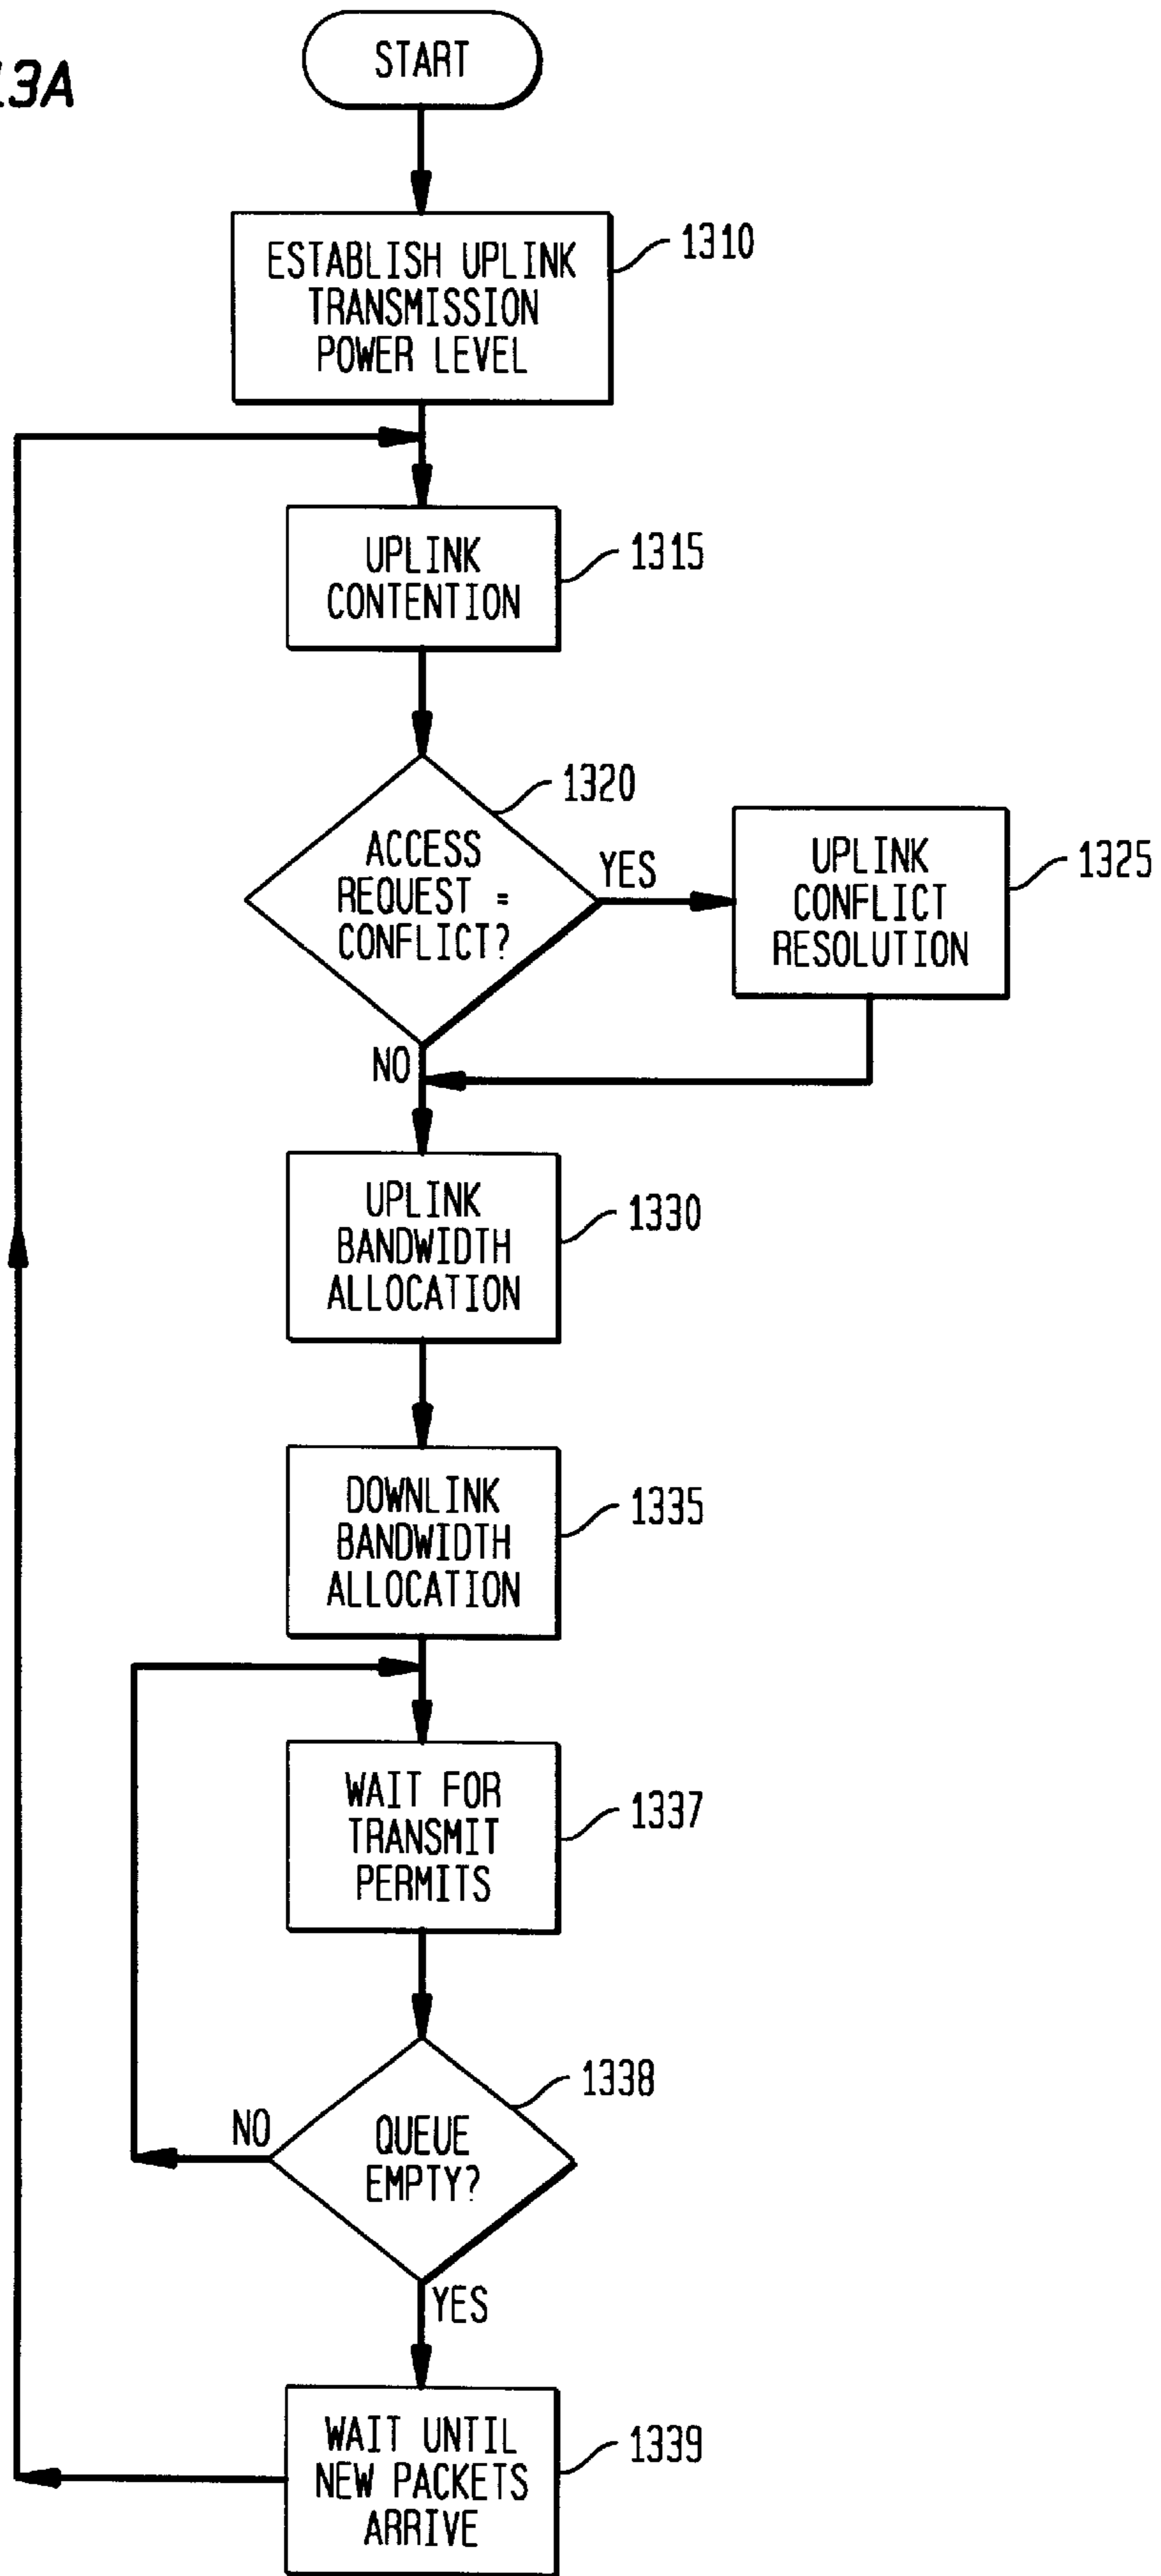 13A
START
ESTABLISH UPLINK
TRANSMISSION
POWER LEVEL
1310
UPLINK
CONTENTION
1315
1320
ACCESS
REQUEST =
CONFLICT?
YES
UPLINK
CONFLICT
RESOLUTION
1325
NO
UPLINK
BANDWIDTH
ALLOCATION
1330
DOWNLINK
BANDWIDTH
ALLOCATION
1335
WAIT FOR
TRANSMIT
PERMITS
1337
1338
NO
QUEUE
EMPTY?
YES
WAIT UNTIL
NEW PACKETS
ARRIVE
1339